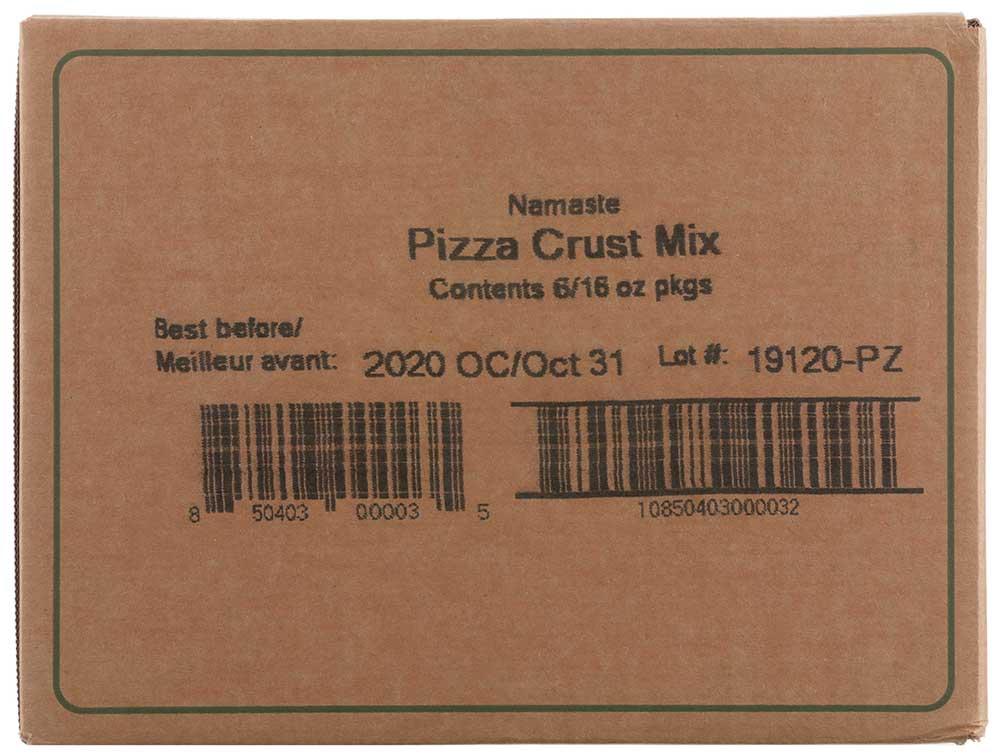 Namaste
Pizza Crust Mix
Contents 6/16 oz pkgs
Best before/
Meilleur avant: 2020 OC/Oct 31 Lot #: 19120-PZ
8 50403 00003 5
10850403000032